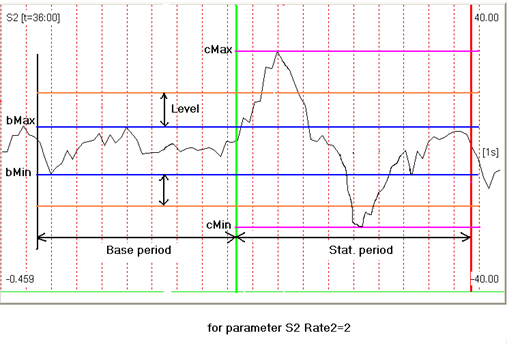 S2 [t=36:00]
40.00
cMax
Level
bMax
[1s]
bMin
cMin
Base period
Stat. period
-0.459
-40.00
for parameter S2 Rate2=2